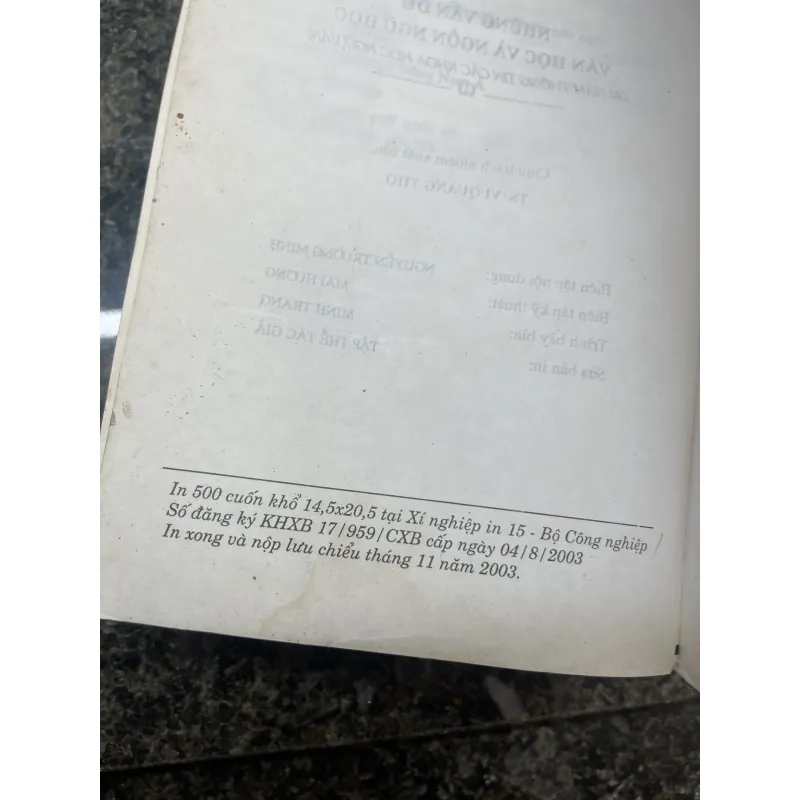 NHỮNG VẤN ĐỀ
VĂN HỌC VÀ NGÔN NGỮ HỌC
Chịu trách nhiệm xuất bản:
TS. VI QUANG THỌ
Biên tập nội dung: NGUYỄN TRƯỜNG MINH
Biên tập kỹ thuật: MAI HƯƠNG
Trình bày bìa: MINH TRANG
Sửa bản in: TẬP THỂ TÁC GIẢ
In 500 cuốn khổ 14,5x20,5 tại Xí nghiệp in 15 - Bộ Công nghiệp
Số đăng ký KHXB 17/959/CXB cấp ngày 04/8/2003
In xong và nộp lưu chiểu tháng 11 năm 2003.